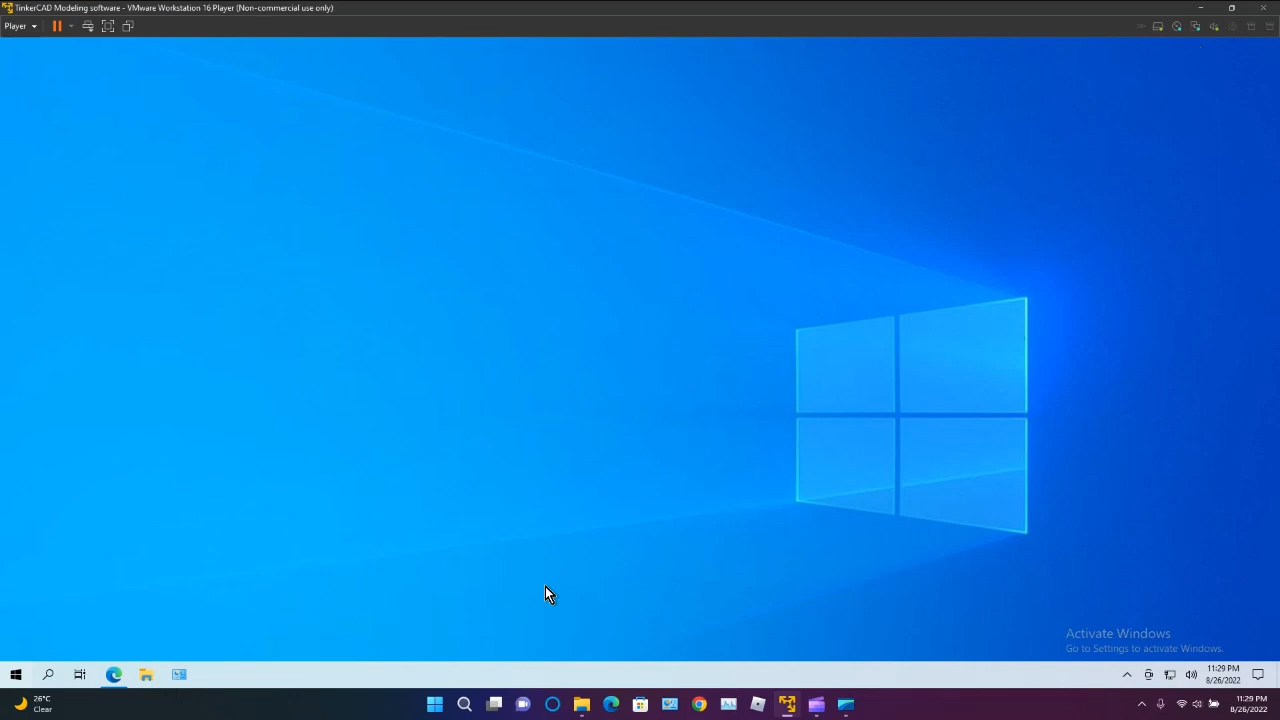 TinkerCAD Modeling software - VMware Workstation 16 Player (Non-commercial use only)
Player
Activate Windows
Go to Settings to activate Windows.
11:29 PM
8/26/2022
26°C
Clear
11:29 PM
8/26/2022